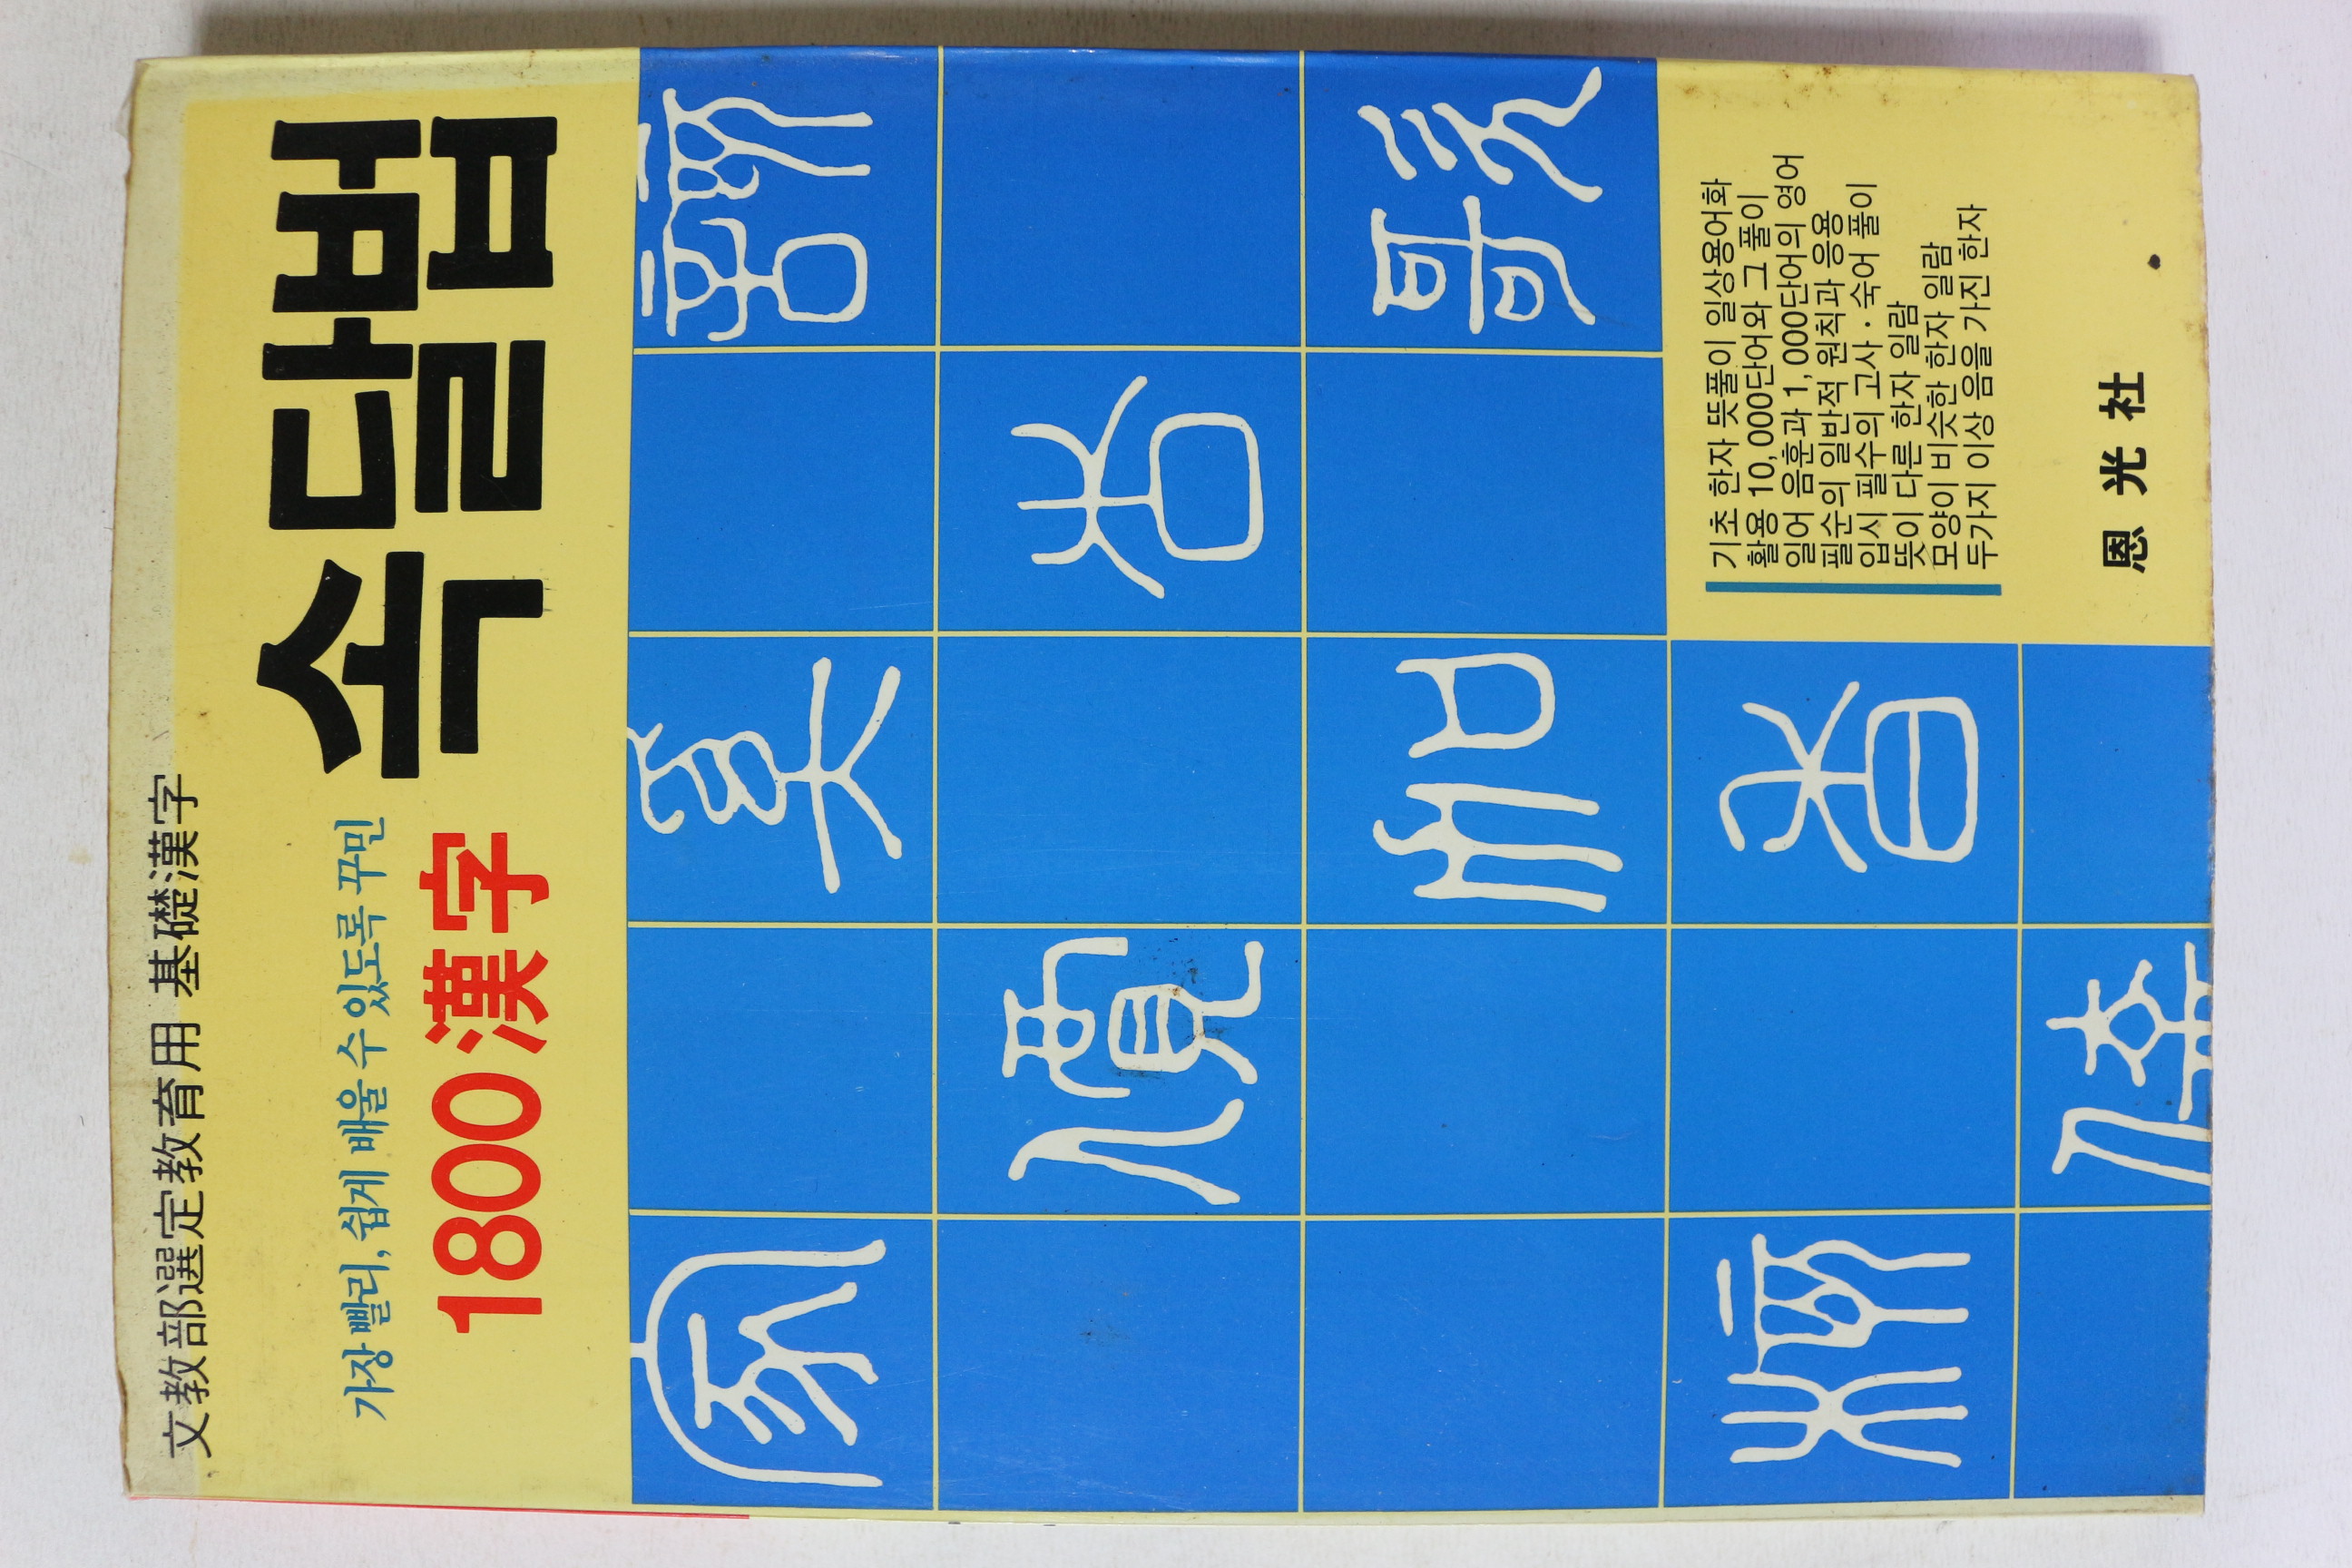 文教部選定教育用 基礎漢字
가장 빨리, 쉽게 배울 수 있도록 꾸민
1800漢字 속달법
기초 한자 뜻풀이 일상용어화
활용 10,000단어와 그 풀이
일어 음훈과 1,000단어의 영어
필순의 일반적 원칙과 응용
입시 필수의 고사·숙어 풀이
뜻이 다른 한자 일람
모양이 비슷한 한자 일람
두가지 이상 음을 가진 한자
恩光社